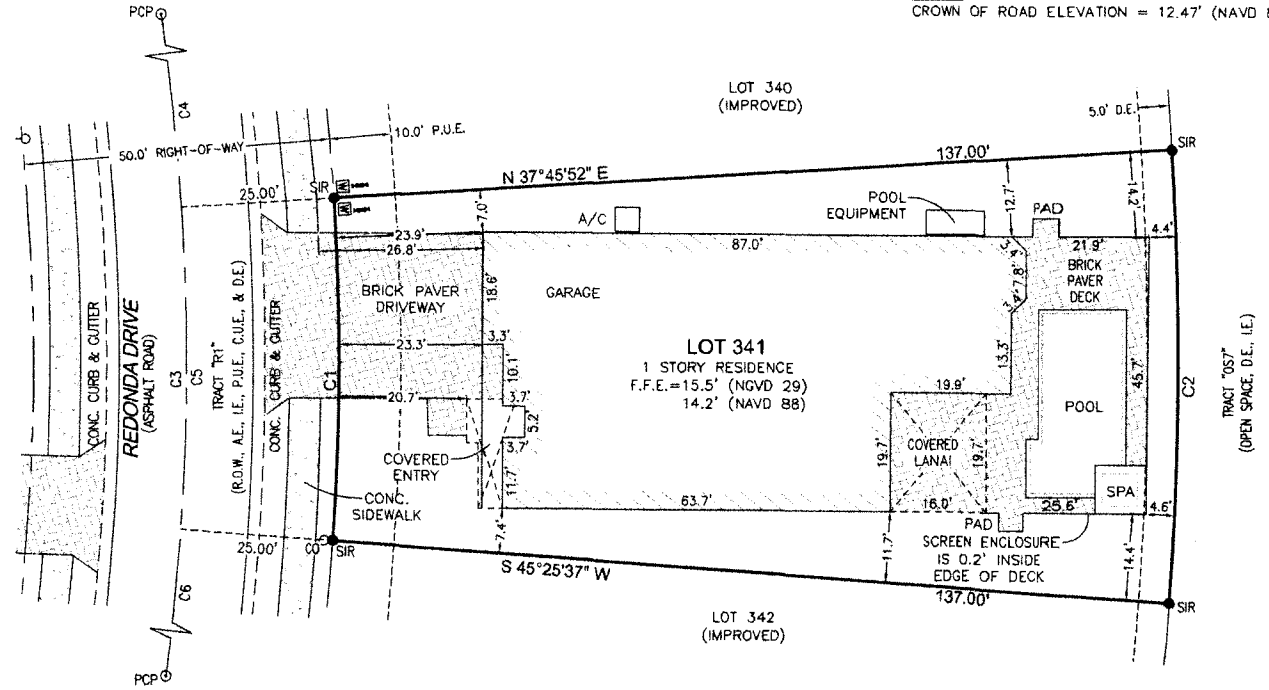 CROWN OF ROAD ELEVATION = 12.47' (NAVD 8
PCP
C4
LOT 340
(IMPROVED)
5.0' D.E.
SIR
50.0' RIGHT-OF-WAY
10.0' P.U.E.
137.00'
N 37°45'52" E
25.00'
SIR
W
W
7.0'
A/C
POOL
EQUIPMENT
12.7'
PAD
14.2'
4.4'
23.9'
26.8'
87.0'
3.4'
7.8'
3.4'
21.9'
BRICK
PAVER
DECK
BRICK PAVER
DRIVEWAY
18.6'
GARAGE
CONC. CURB & GUTTER
REDONDA DRIVE
(ASPHALT ROAD)
C3
C5
TRACT "R1"
(R.O.W., A.E., I.E., P.U.E., C.U.E., & D.E.)
CONC. CURB & GUTTER
C1
23.3'
3.3'
10.1'
LOT 341
1 STORY RESIDENCE
F.F.E.=15.5' (NGVD 29)
14.2' (NAVD 88)
13.3'
45.7'
C2
TRACT "OS7"
(OPEN SPACE, D.E., I.E.)
20.7'
3.7'
5.2'
3.7'
19.9'
POOL
COVERED
ENTRY
11.7'
19.7'
COVERED
LANAI
19.7'
CONC.
SIDEWALK
63.7'
16.0'
25.6'
SPA
4.6'
PAD
SCREEN ENCLOSURE
IS 0.2' INSIDE
EDGE OF DECK
25.00'
CO
SIR
7.4'
11.7'
14.4'
S 45°25'37" W
137.00'
SIR
C6
LOT 342
(IMPROVED)
PCP